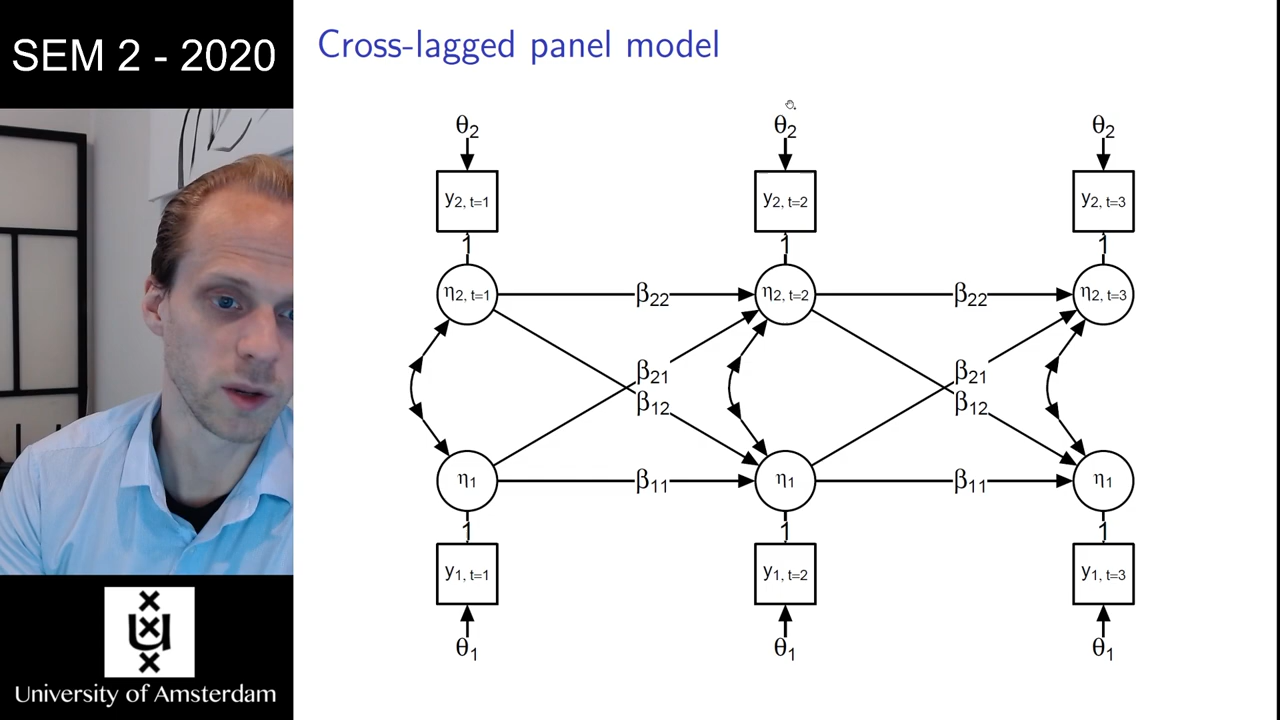 SEM 2 - 2020
Cross-lagged panel model
θ2 θ2 θ2
y2, t=1 y2, t=2 y2, t=3
1 1 1
η2, t=1 β22 η2, t=2 β22 η2, t=3
β21 β21
β12 β12
η1 β11 η1 β11 η1
1 1 1
y1, t=1 y1, t=2 y1, t=3
θ1 θ1 θ1
University of Amsterdam